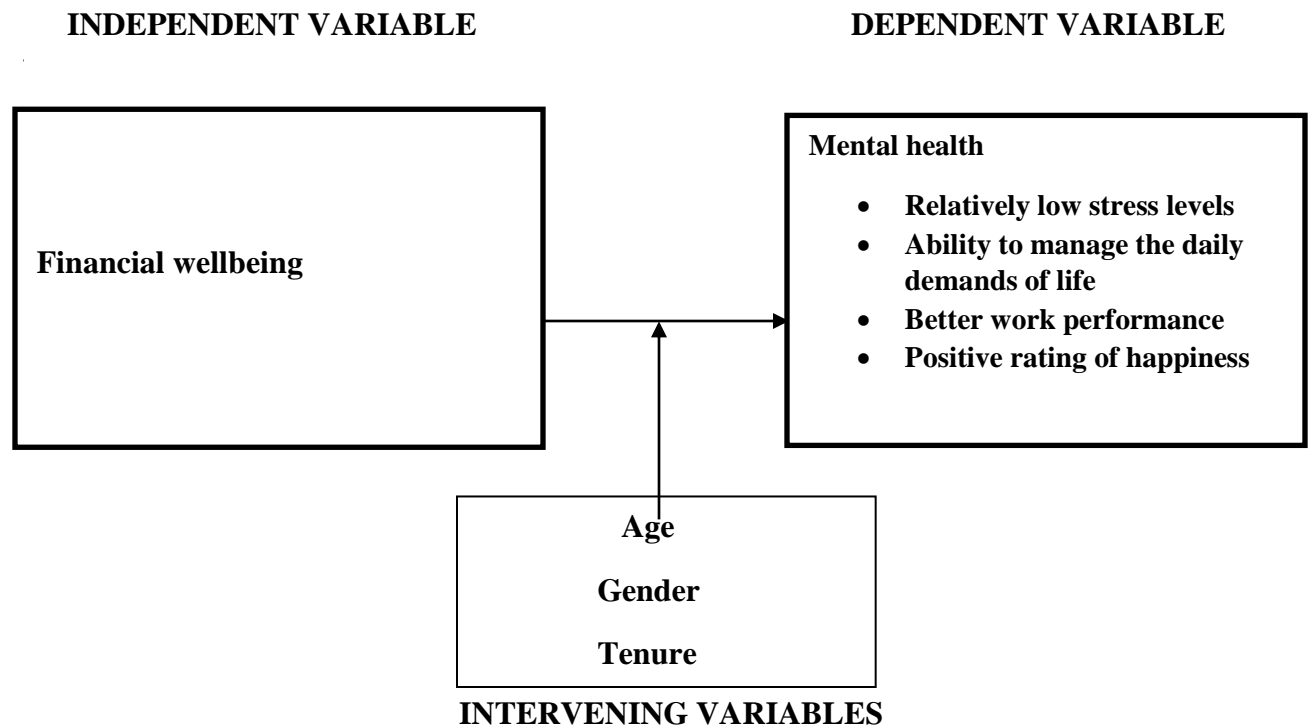 INDEPENDENT VARIABLE
DEPENDENT VARIABLE
Financial wellbeing
Mental health
• Relatively low stress levels
• Ability to manage the daily
demands of life
• Better work performance
• Positive rating of happiness
Age
Gender
Tenure
INTERVENING VARIABLES